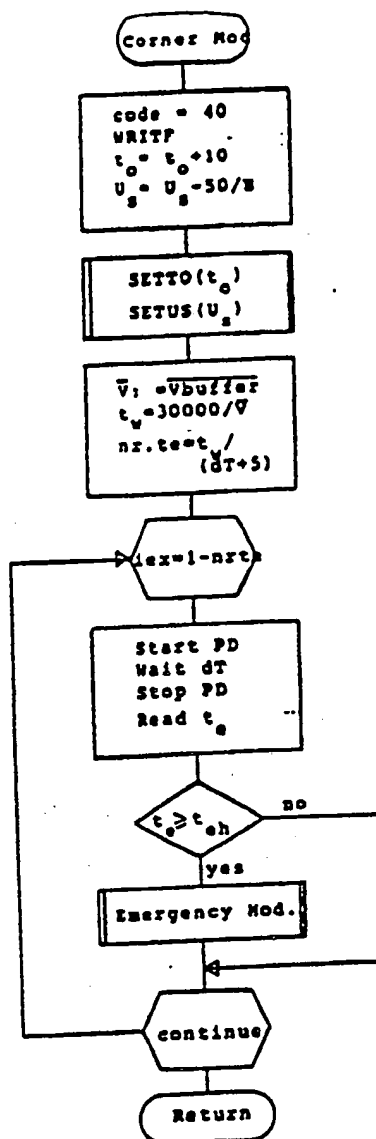 Corner Mod
code = 40
WRITF
t_o = t_o+10
U_s = U_s-50/E
SETTO(t_o)
SETUS(U_s)
V̅: =V̅b̅u̅f̅f̅e̅r̅
t_w=30000/V̅
nr.te=t_w/
(dT+5)
iex=1-nrte
Start PD
Wait dT
Stop PD
Read t_e
t_e≥t_eh
no
yes
Emergency Mod.
continue
Return